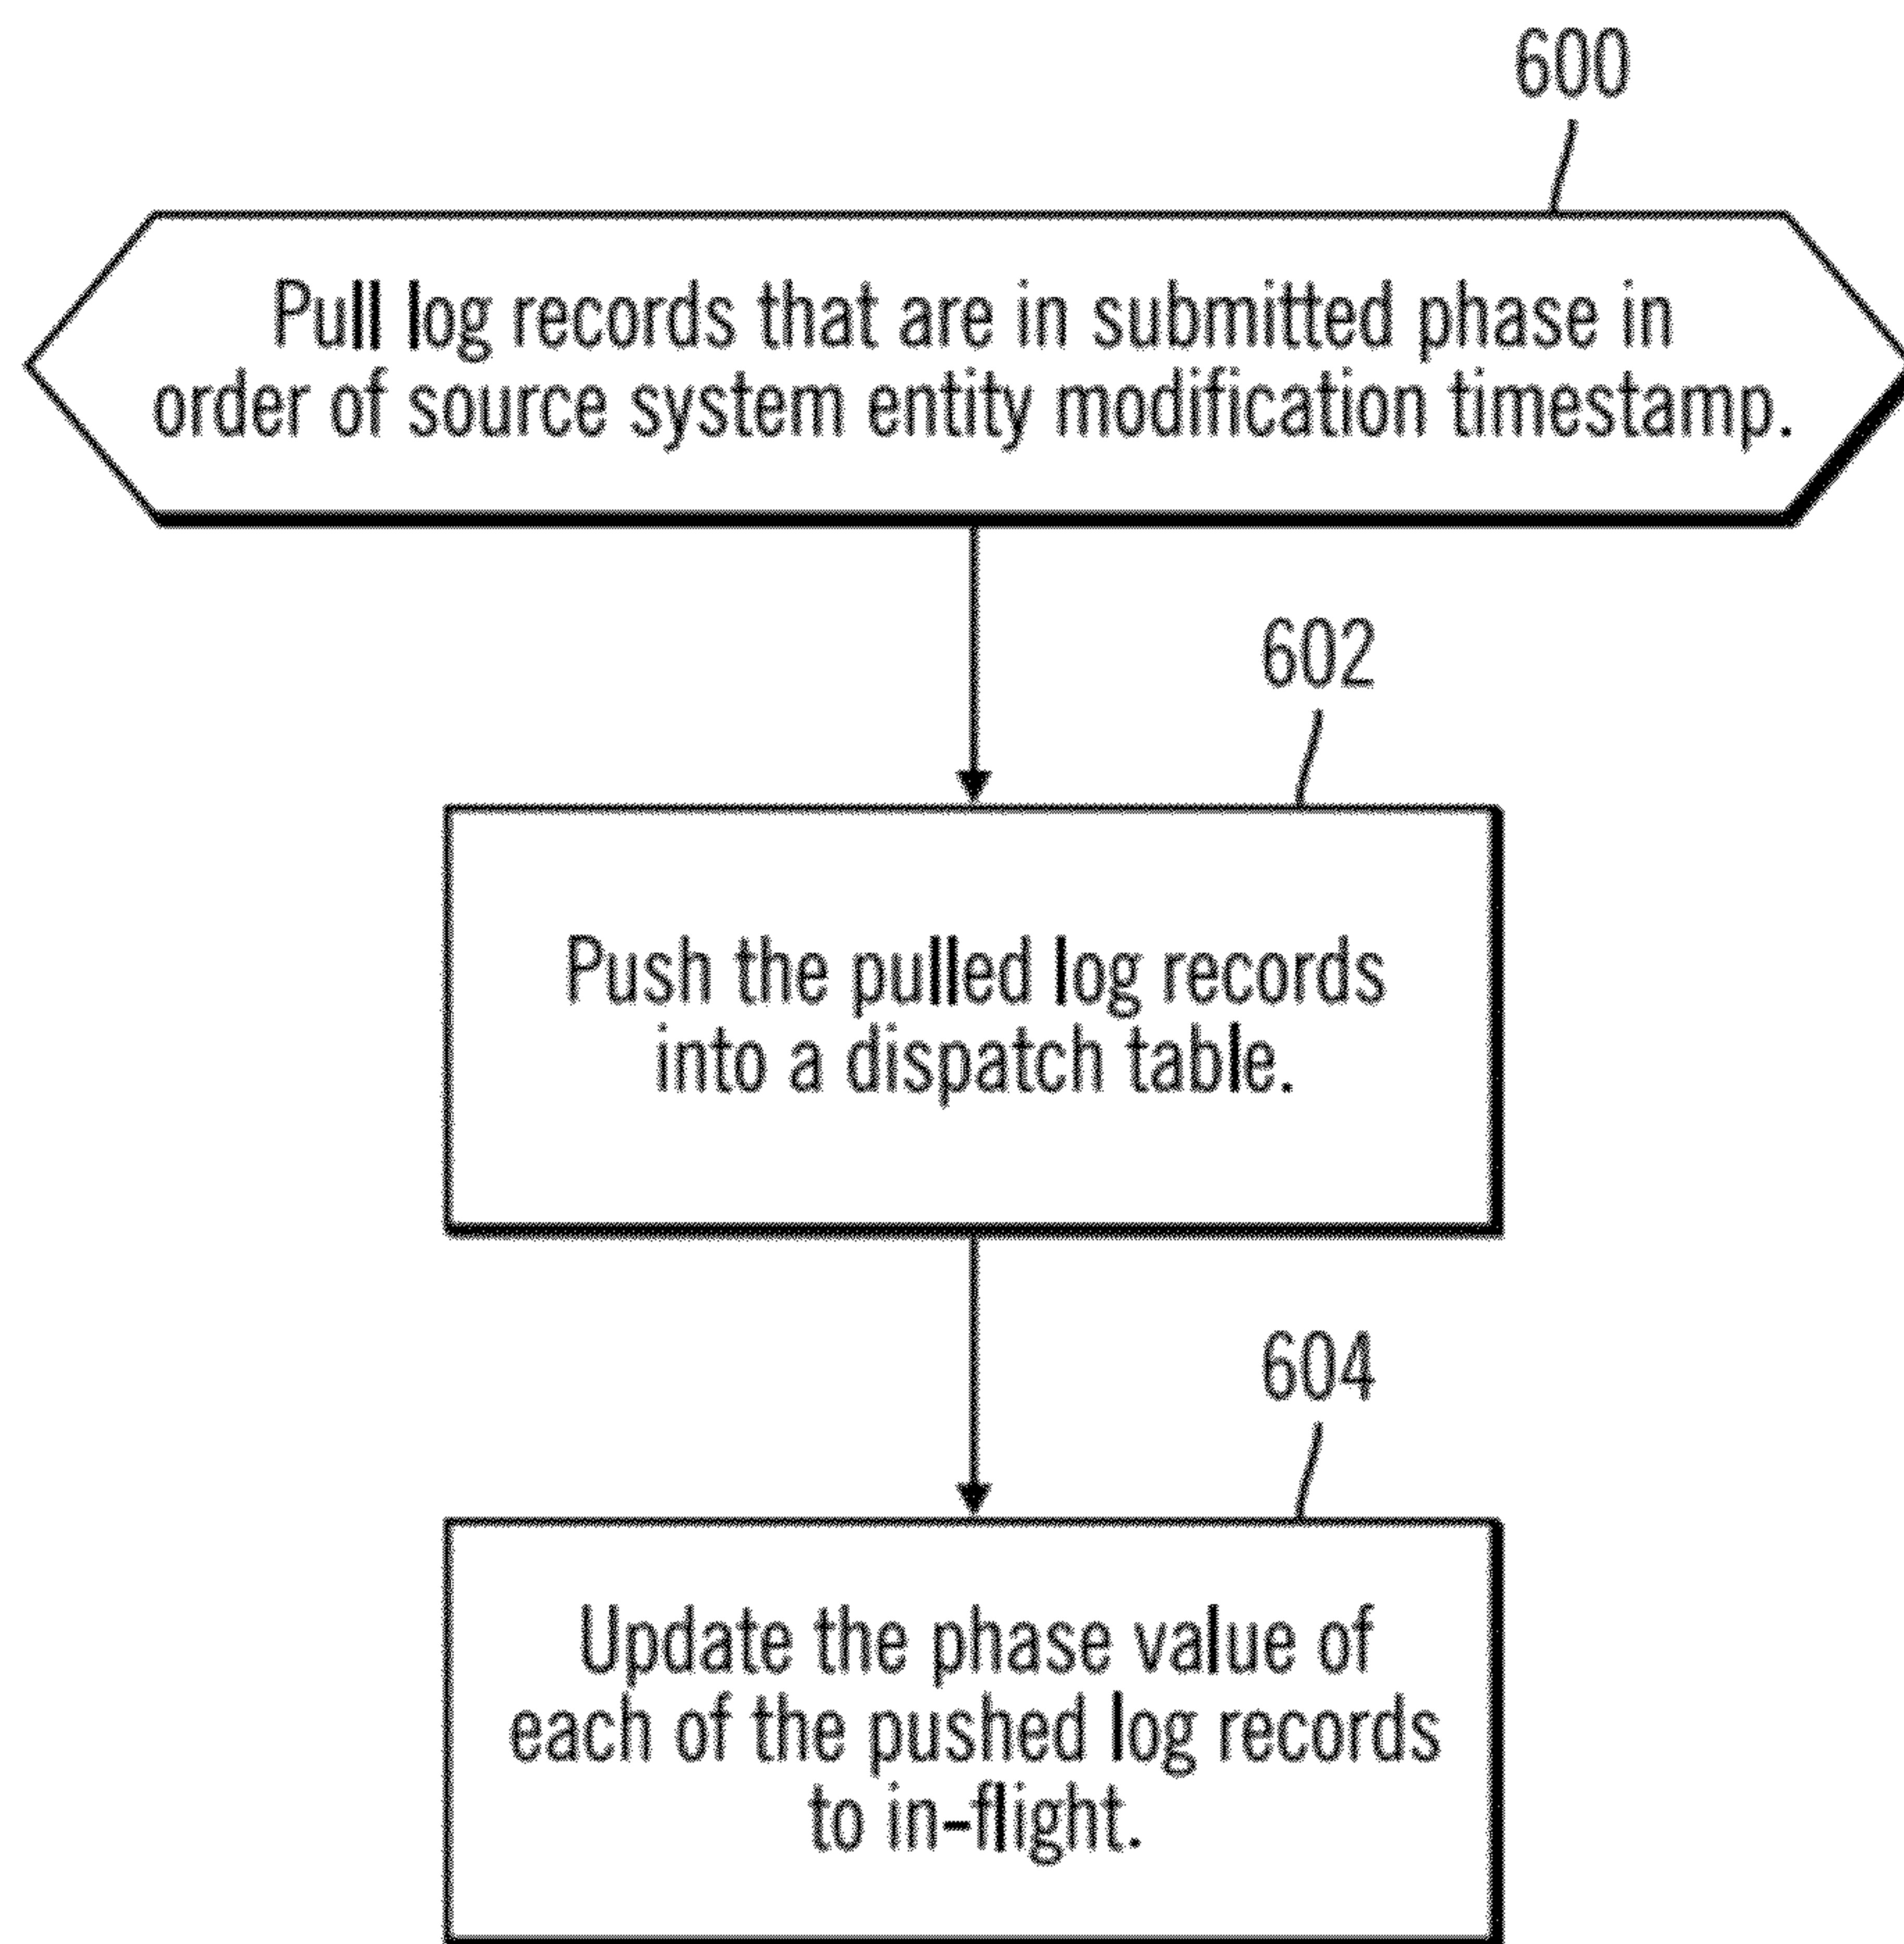 600
Pull log records that are in submitted phase in
order of source system entity modification timestamp.
602
Push the pulled log records
into a dispatch table.
604
Update the phase value of
each of the pushed log records
to in-flight.